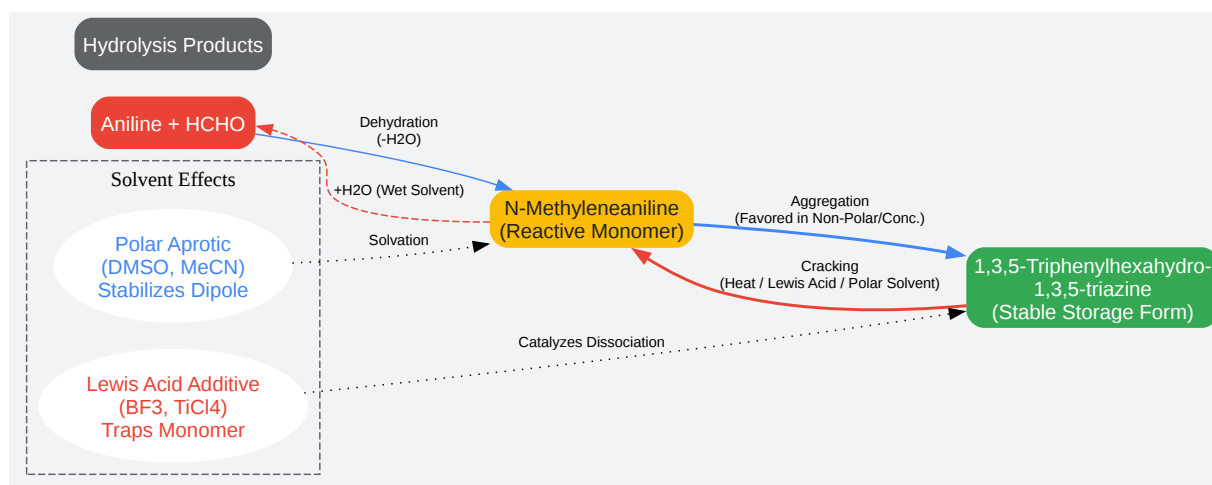 Hydrolysis Products
Aniline + HCHO
Dehydration
(-H2O)
Solvent Effects
+H2O (Wet Solvent)
N-Methyleneaniline
(Reactive Monomer)
Aggregation
(Favored in Non-Polar/Conc.)
Polar Aprotic
(DMSO, MeCN)
Stabilizes Dipole
Solvation
Cracking
(Heat / Lewis Acid / Polar Solvent)
1,3,5-Triphenylhexahydro-
1,3,5-triazine
(Stable Storage Form)
Catalyzes Dissociation
Lewis Acid Additive
(BF3, TiCl4)
Traps Monomer